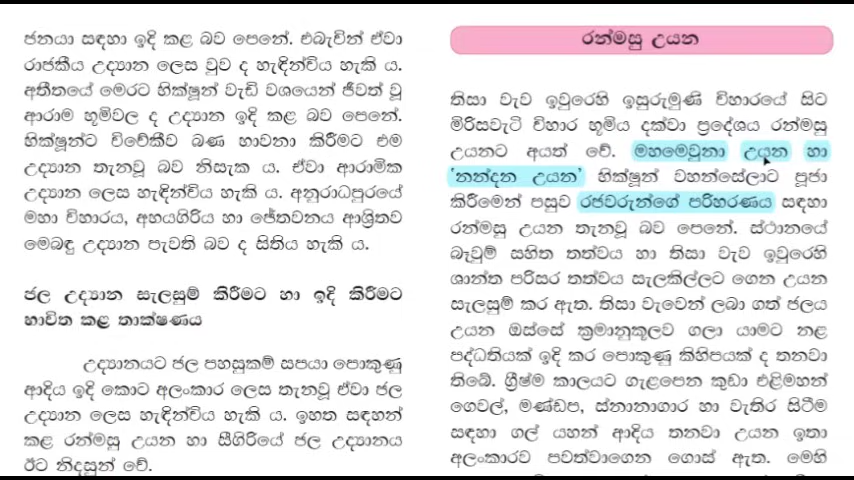 ජනයා සඳහා ඉදි කළ බව පෙනේ. එබැවින් ඒවා
රාජකීය උද්‍යාන ලෙස වුව ද හැඳින්විය හැකි ය.
අතීතයේ මෙරට භික්ෂූන් වැඩි වශයෙන් ජීවත් වූ
ආරාම භූමිවල ද උද්‍යාන ඉදි කළ බව පෙනේ.
භික්ෂූන්ට විවේකීව බණ භාවනා කිරීමට එම
උද්‍යාන තැනවූ බව නිසැක ය. ඒවා ආරාමික
උද්‍යාන ලෙස හැඳින්විය හැකි ය. අනුරාධපුරයේ
මහා විහාරය, අභයගිරිය හා ජේතවනය ආශ්‍රිතව
මෙබඳු උද්‍යාන පැවති බව ද සිතිය හැකි ය.
ජල උද්‍යාන සැලසුම් කිරීමට හා ඉදි කිරීමට
භාවිත කළ තාක්ෂණය
උද්‍යානයට ජල පහසුකම් සපයා පොකුණු
ආදිය ඉදි කොට අලංකාර ලෙස තැනවූ ඒවා ජල
උද්‍යාන ලෙස හැඳින්විය හැකි ය. ඉහත සඳහන්
කළ රන්මසු උයන හා සීගිරියේ ජල උද්‍යානය
ඊට නිදසුන් වේ.
රන්මසු උයන
තිසා වැව ඉවුරෙහි ඉසුරුමුණි විහාරයේ සිට
මිරිසවැටි විහාර භූමිය දක්වා ප්‍රදේශය රන්මසු
උයනට අයත් වේ. මහමෙවුනා උයන හා
'නන්දන උයන' භික්ෂූන් වහන්සේලාට පූජා
කිරීමෙන් පසුව රජවරුන්ගේ පරිහරණය සඳහා
රන්මසු උයන තැනවූ බව පෙනේ. ස්ථානයේ
බෑවුම් සහිත තත්වය හා තිසා වැව ඉවුරෙහි
ශාන්ත පරිසර තත්වය සැලකිල්ලට ගෙන උයන
සැලසුම් කර ඇත. තිසා වැවෙන් ලබා ගත් ජලය
උයන ඔස්සේ ක්‍රමානුකූලව ගලා යාමට නළ
පද්ධතියක් ඉදි කර පොකුණු කිහිපයක් ද තනවා
තිබේ. ග්‍රීෂ්ම කාලයට ගැළපෙන කුඩා එළිමහන්
ගෙවල්, මණ්ඩප, ස්නානාගාර හා වැතිර සිටීම
සඳහා ගල් යහන් ආදිය තනවා උයන ඉතා
අලංකාරව පවත්වාගෙන ගොස් ඇත. මෙහි